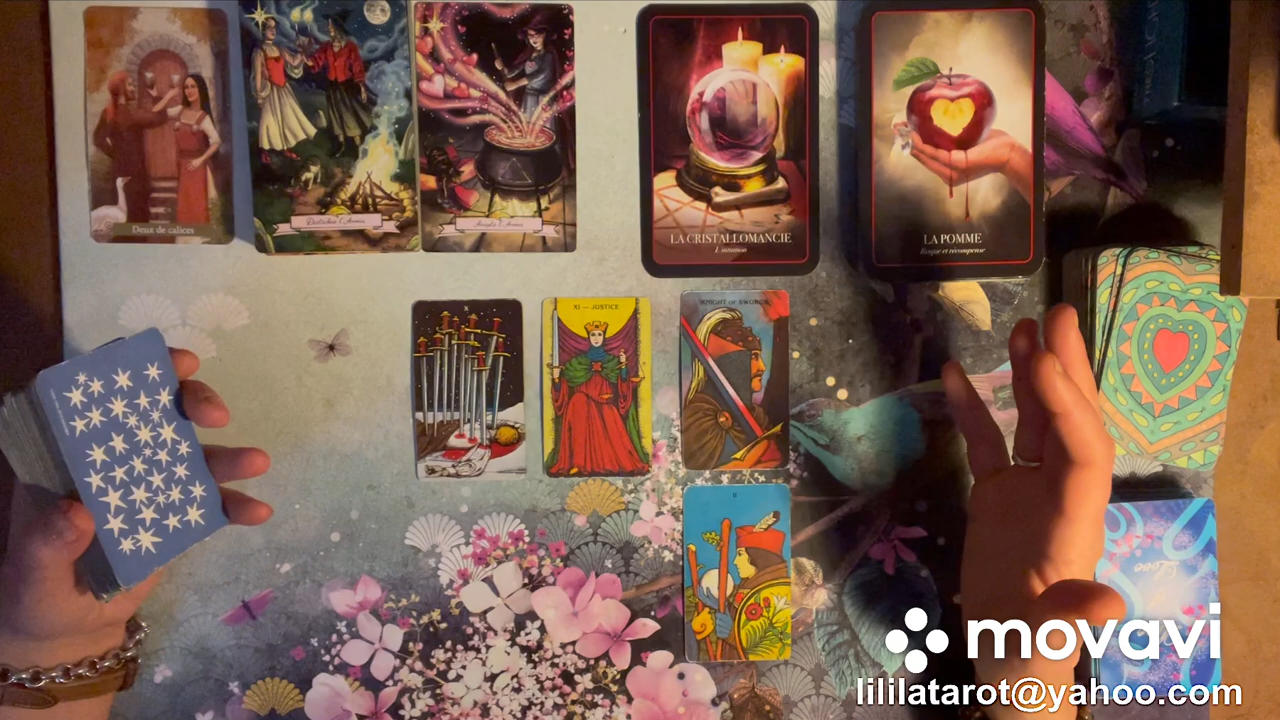 Deux de calices
LA CRISTALLOMANCIE
L'intuition
LA POMME
Risque et récompense
X
XI — JUSTICE
KNIGHT OF SWORDS
II
Love
movavi
lililatarot@yahoo.com